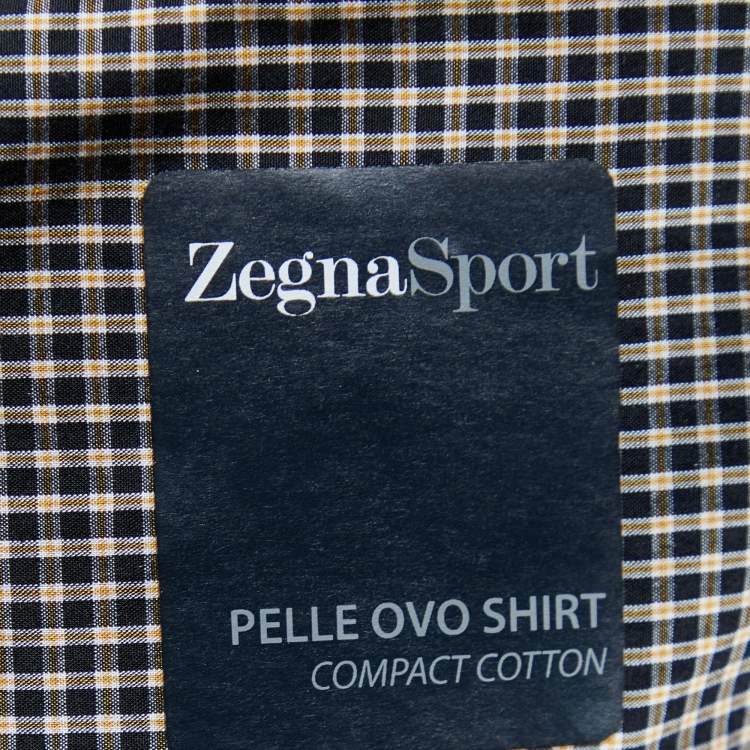 ZegnaSport
PELLE OVO SHIRT
COMPACT COTTON